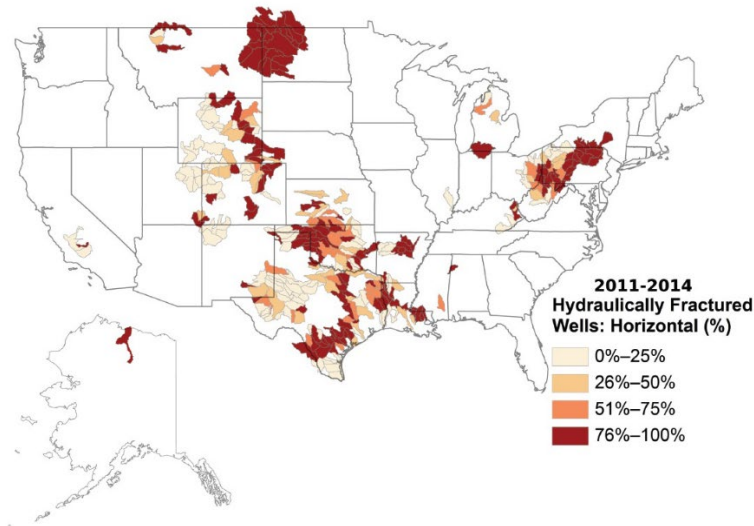 2011-2014
Hydraulically Fractured
Wells: Horizontal (%)
0%–25%
26%–50%
51%–75%
76%–100%